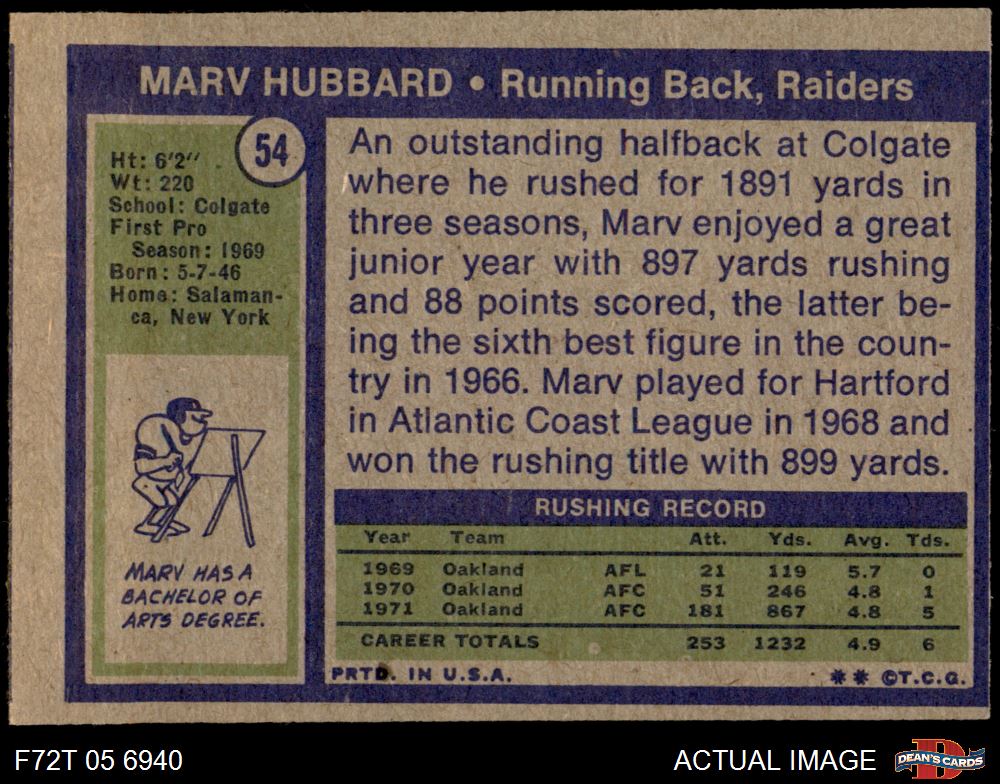 MARV HUBBARD • Running Back, Raiders
54
Ht: 6'2"
Wt: 220
School: Colgate
First Pro
Season: 1969
Born: 5-7-46
Home: Salaman-
ca, New York
MARV HAS A
BACHELOR OF
ARTS DEGREE.
An outstanding halfback at Colgate
where he rushed for 1891 yards in
three seasons, Marv enjoyed a great
junior year with 897 yards rushing
and 88 points scored, the latter be-
ing the sixth best figure in the coun-
try in 1966. Marv played for Hartford
in Atlantic Coast League in 1968 and
won the rushing title with 899 yards.
RUSHING RECORD
Year Team Att. Yds. Avg. Tds.
1969 Oakland AFL 21 119 5.7 0
1970 Oakland AFC 51 246 4.8 1
1971 Oakland AFC 181 867 4.8 5
CAREER TOTALS 253 1232 4.9 6
PRTD. IN U.S.A. ** ©T.C.G.
F72T 05 6940 ACTUAL IMAGE D DEAN'S CARDS